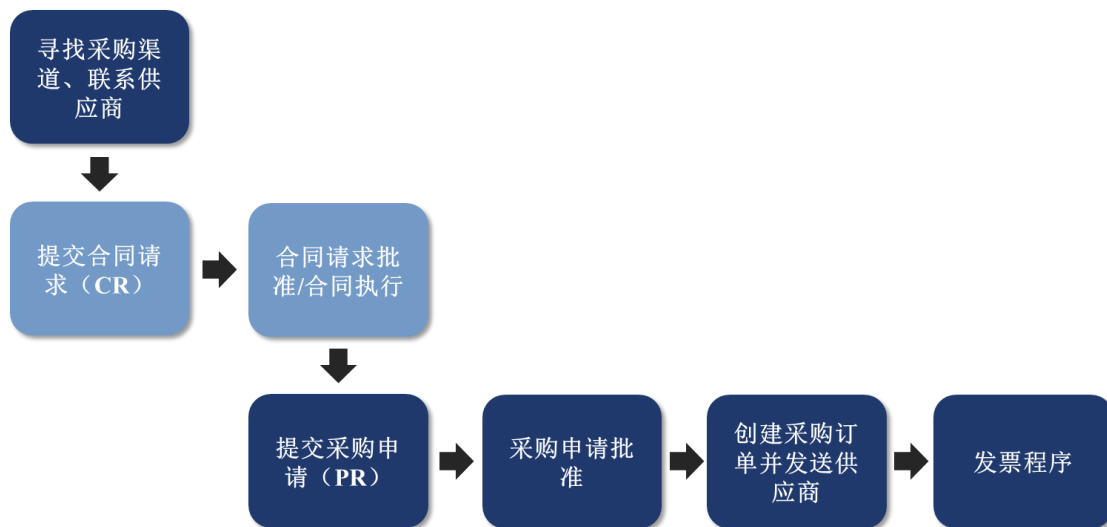 寻找采购渠
道、联系供
应商
提交合同请
求（CR）
合同请求批
准/合同执行
提交采购申
请（PR）
采购申请批
准
创建采购订
单并发送供
应商
发票程序